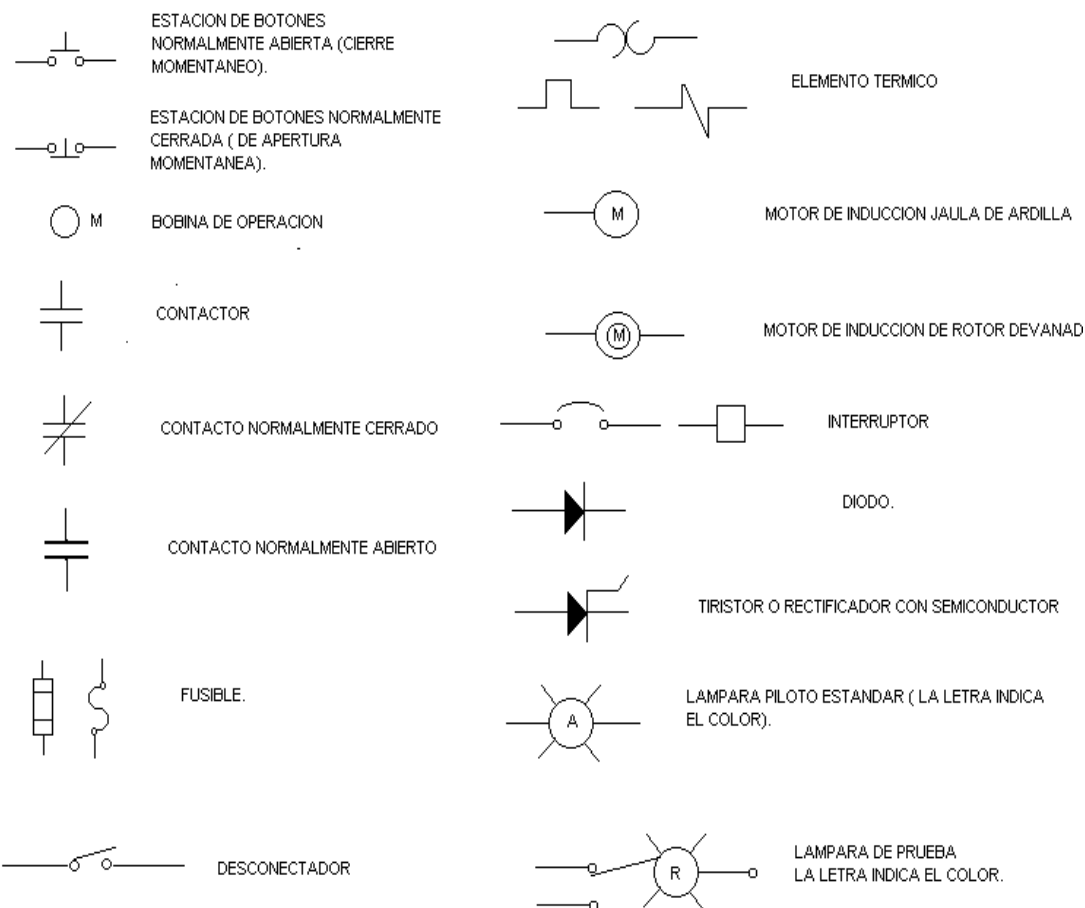 ESTACION DE BOTONES
NORMALMENTE ABIERTA (CIERRE
MOMENTANEO).
ESTACION DE BOTONES NORMALMENTE
CERRADA ( DE APERTURA
MOMENTANEA).
M
BOBINA DE OPERACION
CONTACTOR
CONTACTO NORMALMENTE CERRADO
CONTACTO NORMALMENTE ABIERTO
FUSIBLE.
DESCONECTADOR
ELEMENTO TERMICO
M
MOTOR DE INDUCCION JAULA DE ARDILLA
M
MOTOR DE INDUCCION DE ROTOR DEVANAD
INTERRUPTOR
DIODO.
TIRISTOR O RECTIFICADOR CON SEMICONDUCTOR
A
LAMPARA PILOTO ESTANDAR ( LA LETRA INDICA
EL COLOR).
R
LAMPARA DE PRUEBA
LA LETRA INDICA EL COLOR.